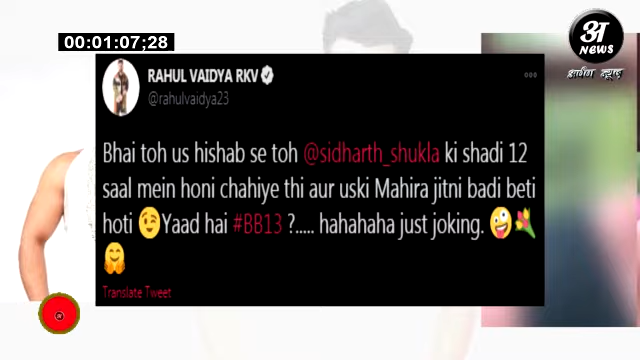 00:01:07;28
अ
NEWS
RAHUL VAIDYA RKV
@rahulvaidya23
Bhai toh us hishab se toh @sidharth_shukla ki shadi 12
saal mein honi chahiye thi aur uski Mahira jitni badi beti
hoti 😉Yaad hai #BB13 ?..... hahahaha just joking. 🤪💐
🤗
Translate Tweet